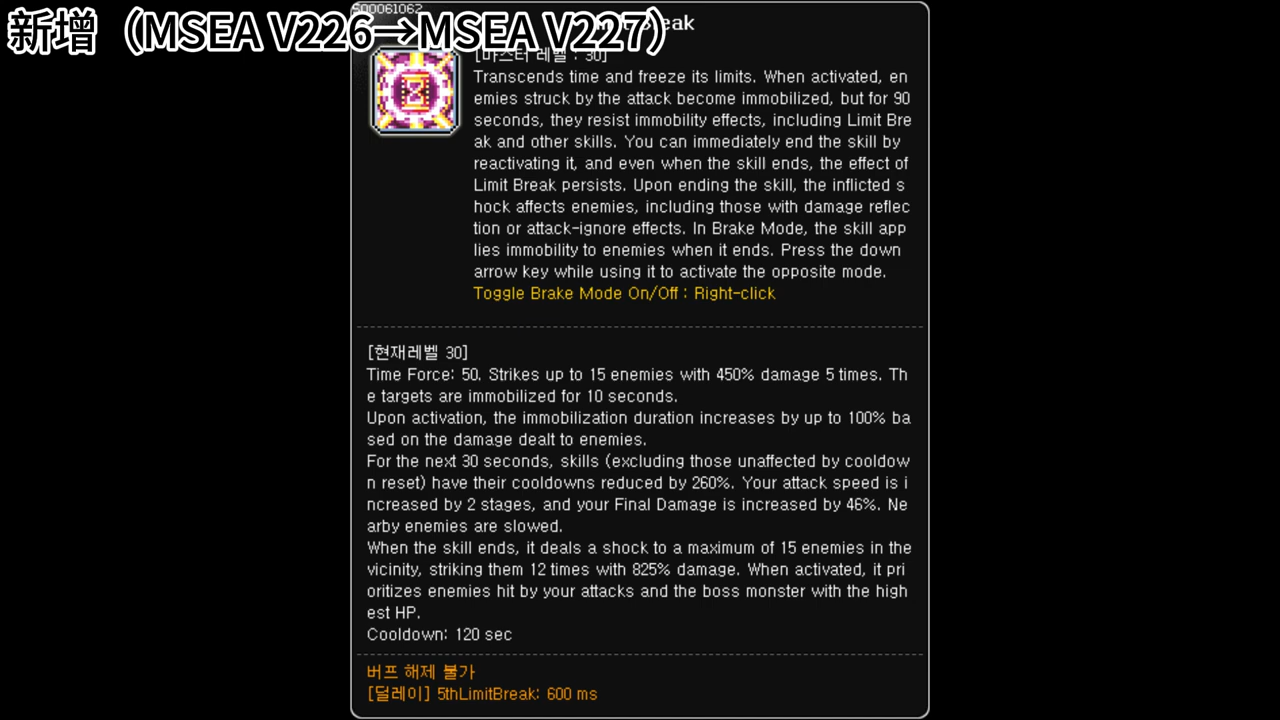 500061062
新增（MSEA V226→MSEA V227）
[마스터 레벨 : 30]
Transcends time and freeze its limits. When activated, en
emies struck by the attack become immobilized, but for 90
seconds, they resist immobility effects, including Limit Bre
ak and other skills. You can immediately end the skill by
reactivating it, and even when the skill ends, the effect of
Limit Break persists. Upon ending the skill, the inflicted s
hock affects enemies, including those with damage reflec
tion or attack-ignore effects. In Brake Mode, the skill app
lies immobility to enemies when it ends. Press the down
arrow key while using it to activate the opposite mode.
Toggle Brake Mode On/Off : Right-click
[현재레벨 30]
Time Force: 50. Strikes up to 15 enemies with 450% damage 5 times. Th
e targets are immobilized for 10 seconds.
Upon activation, the immobilization duration increases by up to 100% ba
sed on the damage dealt to enemies.
For the next 30 seconds, skills (excluding those unaffected by cooldow
n reset) have their cooldowns reduced by 260%. Your attack speed is i
ncreased by 2 stages, and your Final Damage is increased by 46%. Ne
arby enemies are slowed.
When the skill ends, it deals a shock to a maximum of 15 enemies in the
vicinity, striking them 12 times with 825% damage. When activated, it pri
oritizes enemies hit by your attacks and the boss monster with the high
est HP.
Cooldown: 120 sec
버프 해제 불가
[딜레이] 5thLimitBreak: 600 ms